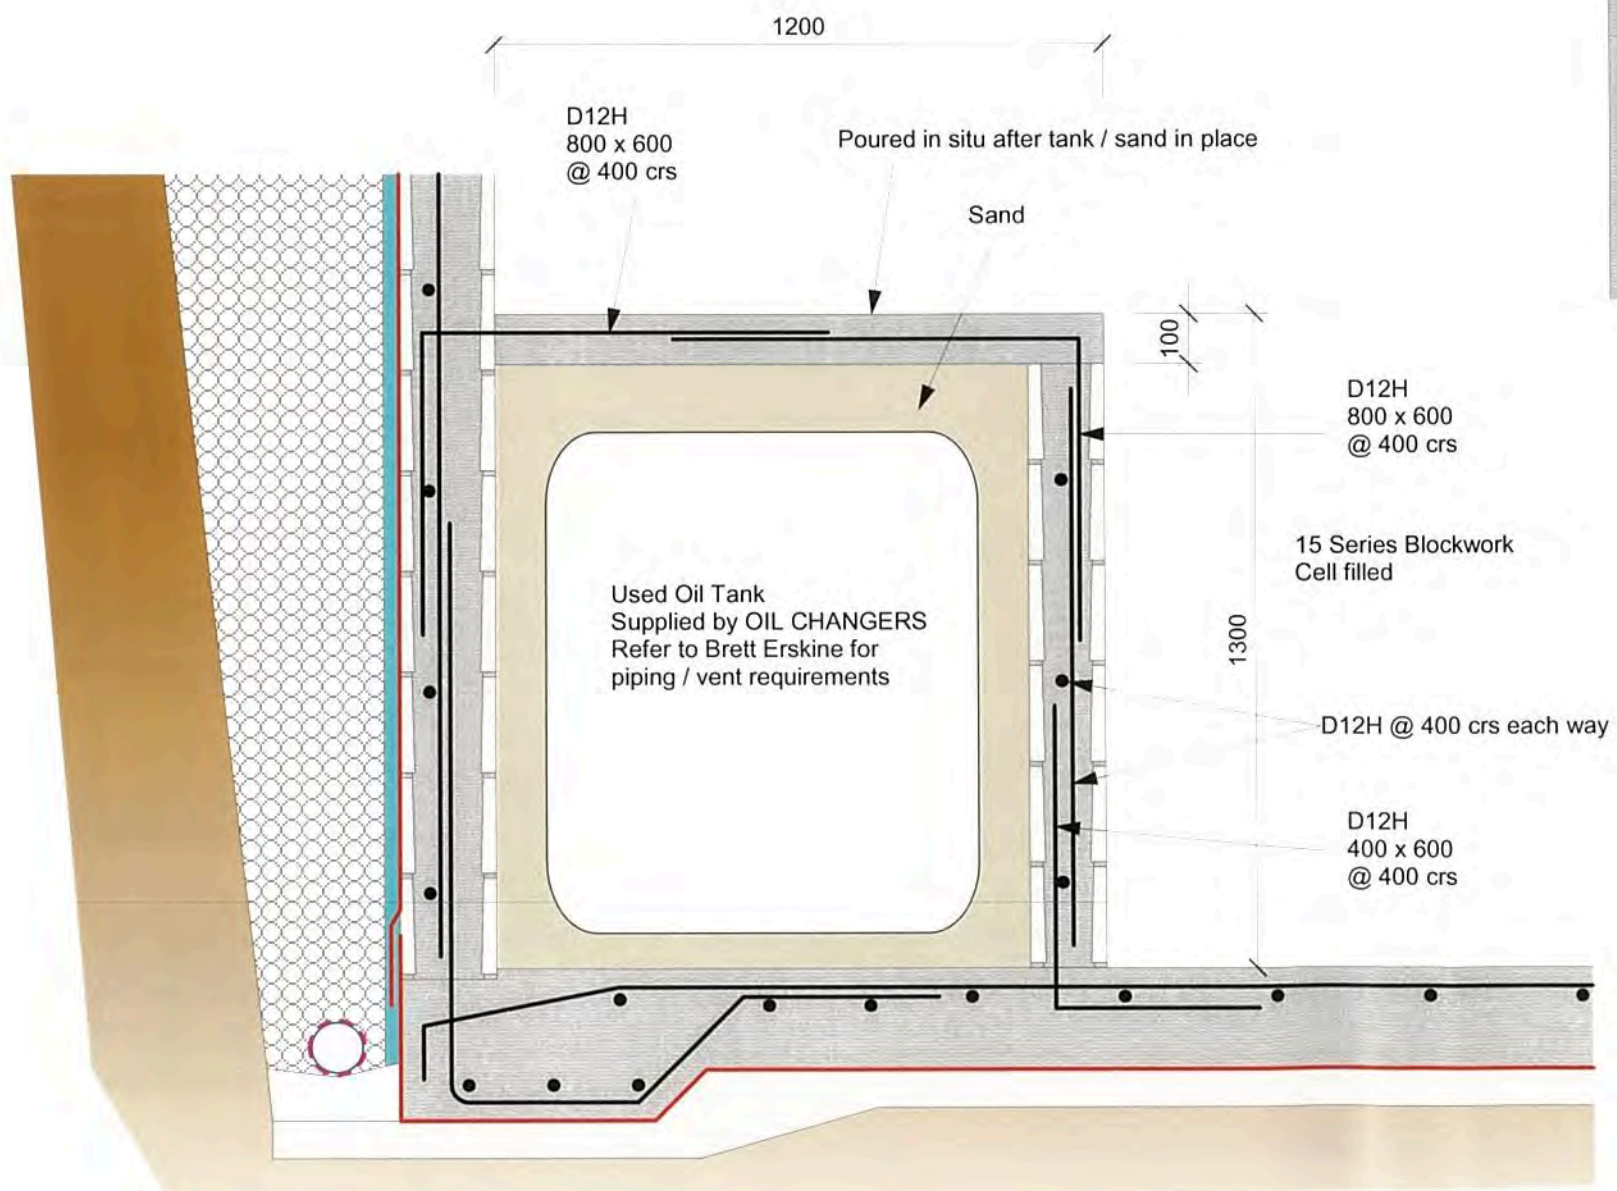 1200
D12H
800 x 600
@ 400 crs
Poured in situ after tank / sand in place
Sand
100
D12H
800 x 600
@ 400 crs
15 Series Blockwork
Cell filled
Used Oil Tank
Supplied by OIL CHANGERS
Refer to Brett Erskine for
piping / vent requirements
1300
D12H @ 400 crs each way
D12H
400 x 600
@ 400 crs